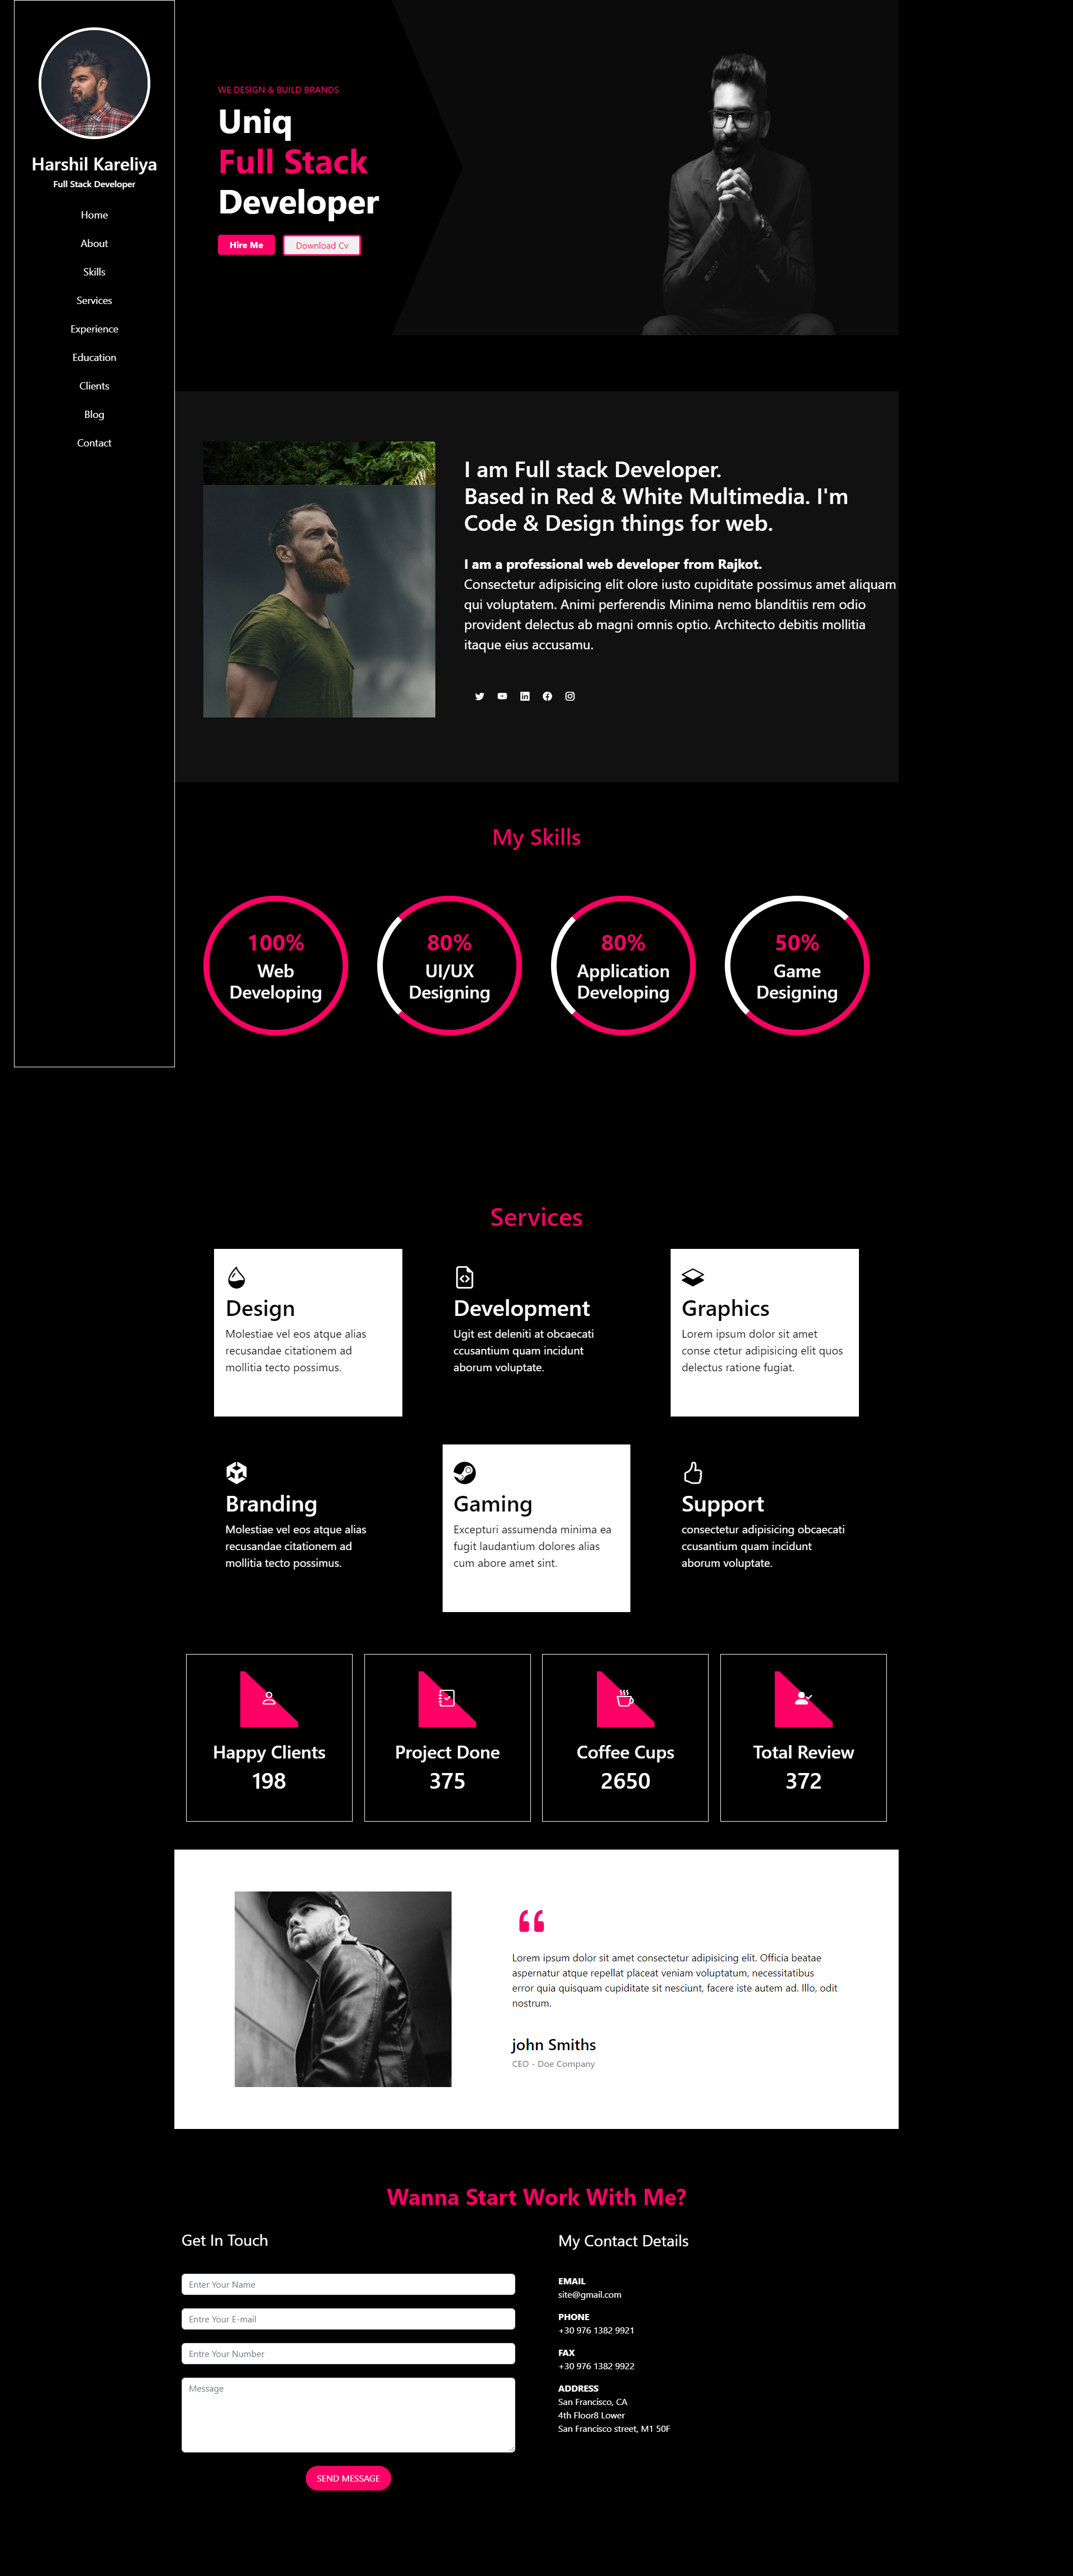 Harshil Kareliya
Full Stack Developer
Home
About
Skills
Services
Experience
Education
Clients
Blog
Contact
WE DESIGN & BUILD BRANDS
Uniq
Full Stack
Developer
Hire Me
Download Cv
I am Full stack Developer.
Based in Red & White Multimedia. I'm
Code & Design things for web.
I am a professional web developer from Rajkot.
Consectetur adipisicing elit olore iusto cupiditate possimus amet aliquam
qui voluptatem. Animi perferendis Minima nemo blanditiis rem odio
provident delectus ab magni omnis optio. Architecto debitis mollitia
itaque eius accusamu.
My Skills
100%
Web
Developing
80%
UI/UX
Designing
80%
Application
Developing
50%
Game
Designing
Services
Design
Molestiae vel eos atque alias
recusandae citationem ad
mollitia tecto possimus.
Development
Ugit est deleniti at obcaecati
ccusantium quam incidunt
aborum voluptate.
Graphics
Lorem ipsum dolor sit amet
conse ctetur adipisicing elit quos
delectus ratione fugiat.
Branding
Molestiae vel eos atque alias
recusandae citationem ad
mollitia tecto possimus.
Gaming
Excepturi assumenda minima ea
fugit laudantium dolores alias
cum abore amet sint.
Support
consectetur adipisicing obcaecati
ccusantium quam incidunt
aborum voluptate.
Happy Clients
198
Project Done
375
Coffee Cups
2650
Total Review
372
Lorem ipsum dolor sit amet consectetur adipisicing elit. Officia beatae
aspernatur atque repellat placeat veniam voluptatum, necessitatibus
error quia quisquam cupiditate sit nesciunt, facere iste autem ad. Illo, odit
nostrum.
john Smiths
CEO - Doe Company
Wanna Start Work With Me?
Get In Touch
Enter Your Name
Entre Your E-mail
Entre Your Number
Message
SEND MESSAGE
My Contact Details
EMAIL
site@gmail.com
PHONE
+30 976 1382 9921
FAX
+30 976 1382 9922
ADDRESS
San Francisco, CA
4th Floor8 Lower
San Francisco street, M1 50F